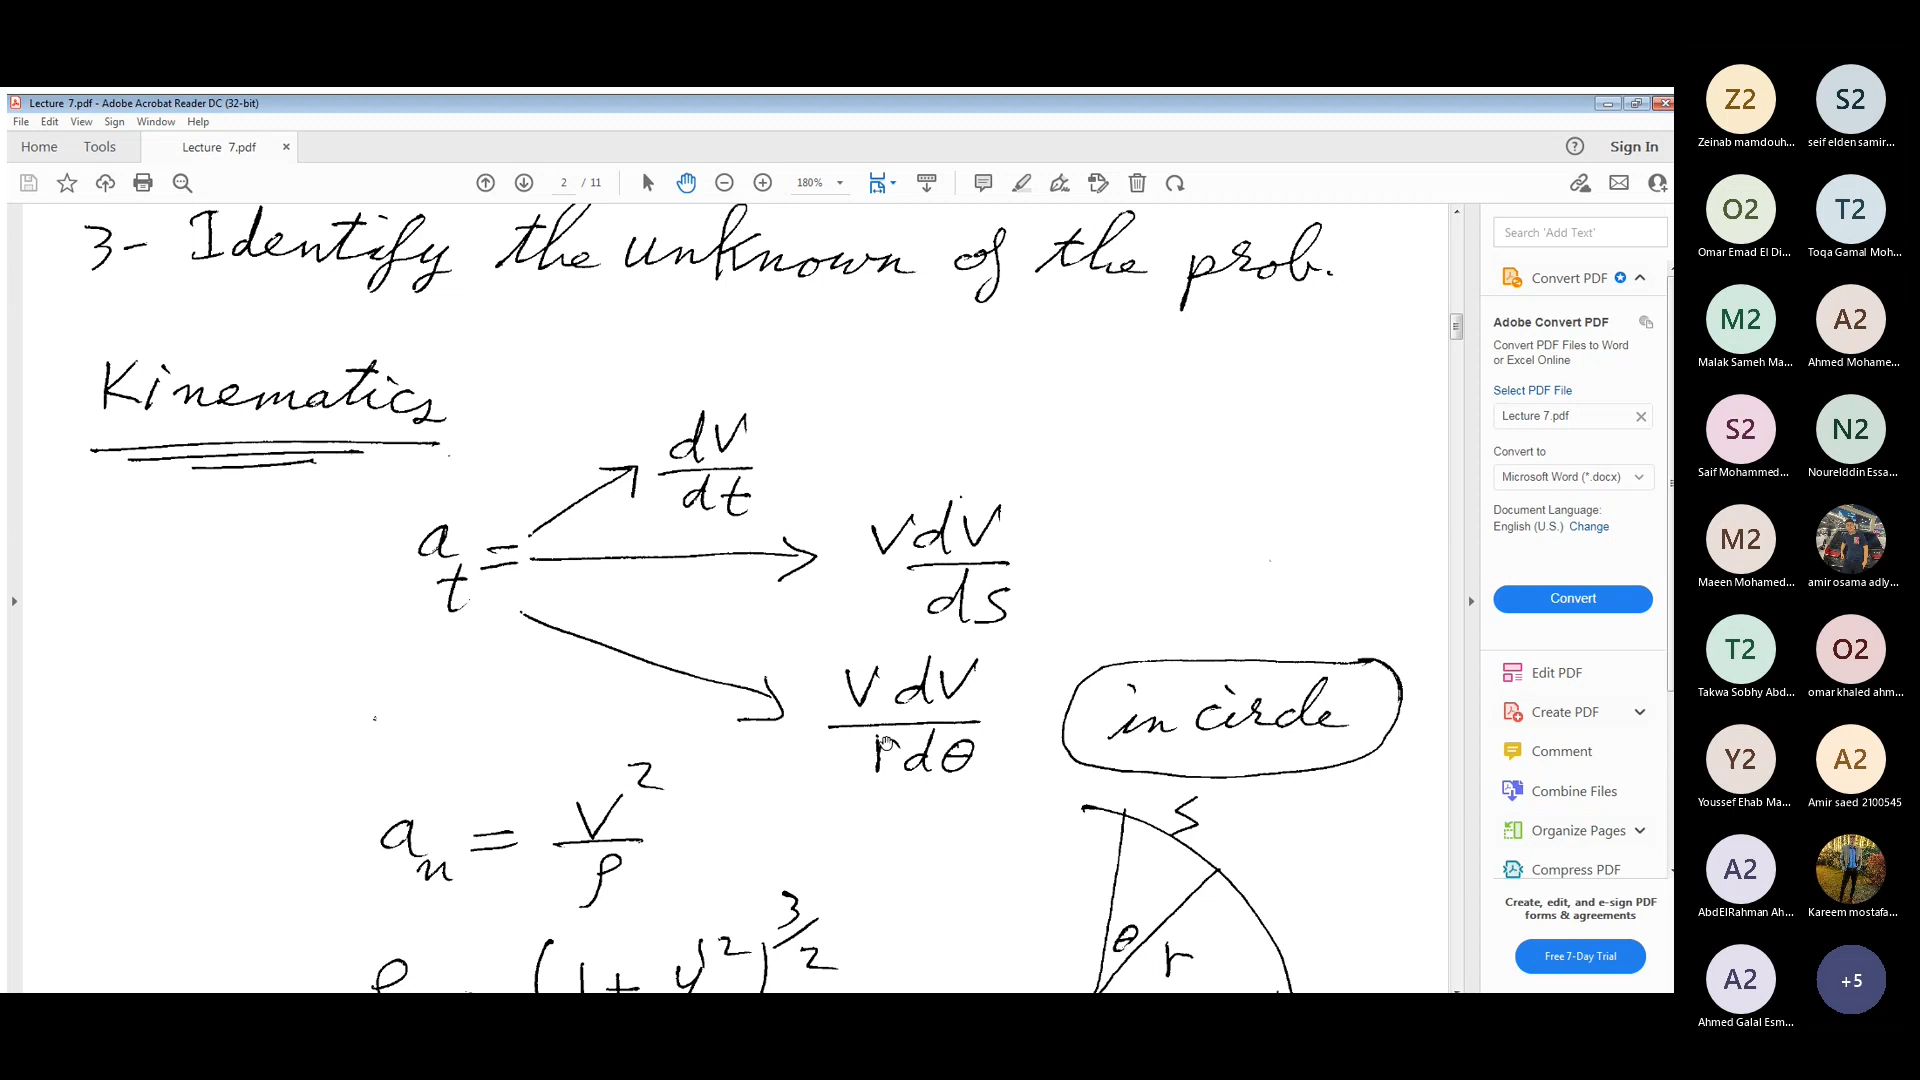 Lecture 7.pdf - Adobe Acrobat Reader DC (32-bit)
File Edit View Sign Window Help
Home Tools Lecture 7.pdf × Sign In
2 / 11 180%
3- Identify the unknown of the prob.
Kinematics
a_t = dV/dt
VdV/ds
VdV/rdθ in circle
a_n = V²/ρ
S
θ r
ρ (1 + y'²)^3/2
Search 'Add Text'
Convert PDF
Adobe Convert PDF
Convert PDF Files to Word
or Excel Online
Select PDF File
Lecture 7.pdf
Convert to
Microsoft Word (*.docx)
Document Language:
English (U.S.) Change
Convert
Edit PDF
Create PDF
Comment
Combine Files
Organize Pages
Compress PDF
Create, edit, and e-sign PDF
forms & agreements
Free 7-Day Trial
Z2 S2
Zeinab mamdouh... seif elden samir...
O2 T2
Omar Emad El Di... Toqa Gamal Moh...
M2 A2
Malak Sameh Ma... Ahmed Mohame...
S2 N2
Saif Mohammed... Nourelddin Essa...
M2
Maeen Mohamed... amir osama adly...
T2 O2
Takwa Sobhy Abd... omar khaled ahm...
Y2 A2
Youssef Ehab Ma... Amir saed 2100545
A2
AbdElRahman Ah... Kareem mostafa...
A2 +5
Ahmed Galal Esm...